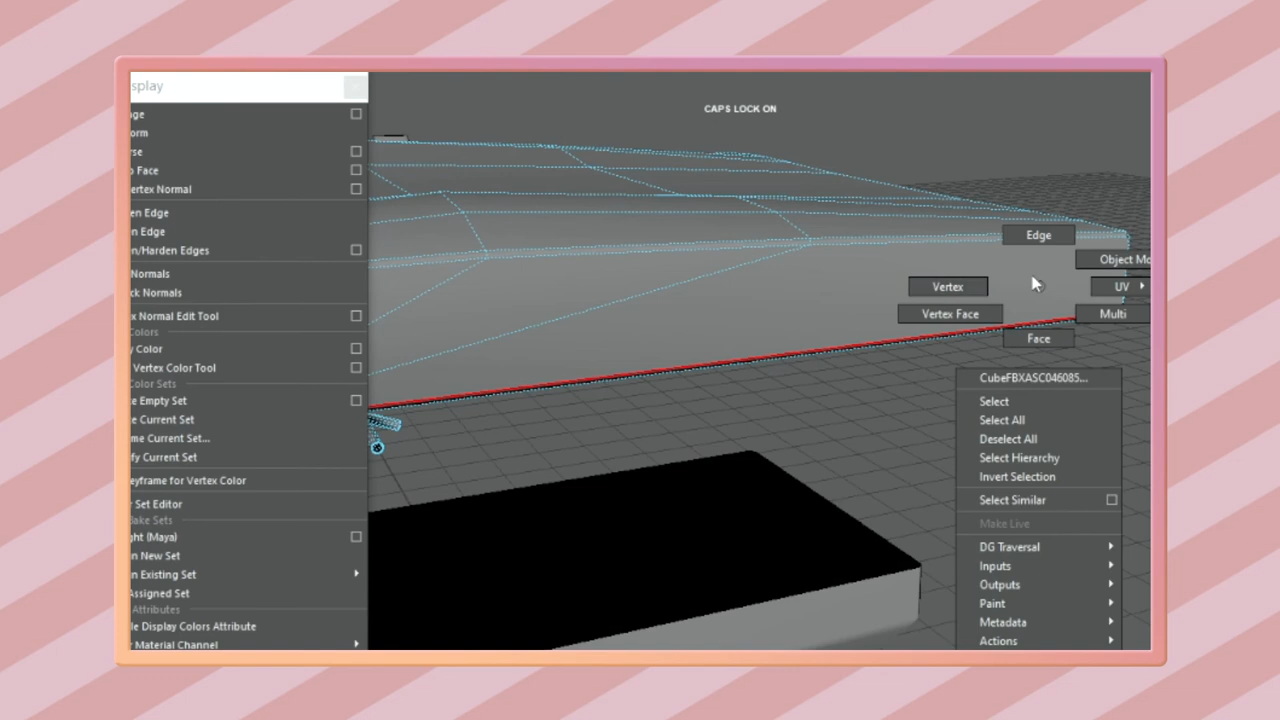 splay
CAPS LOCK ON
ge
orm
rse
o Face
ertex Normal
en Edge
n Edge
n/Harden Edges
Normals
ck Normals
x Normal Edit Tool
Colors
y Color
Vertex Color Tool
Color Sets
e Empty Set
e Current Set
me Current Set...
fy Current Set
eyframe for Vertex Color
r Set Editor
ake Sets
ght (Maya)
n New Set
n Existing Set
Assigned Set
Attributes
le Display Colors Attribute
r Material Channel
Edge
Object Mo
Vertex
UV
Vertex Face
Multi
Face
CubeFBXASC046085...
Select
Select All
Deselect All
Select Hierarchy
Invert Selection
Select Similar
Make Live
DG Traversal
Inputs
Outputs
Paint
Metadata
Actions